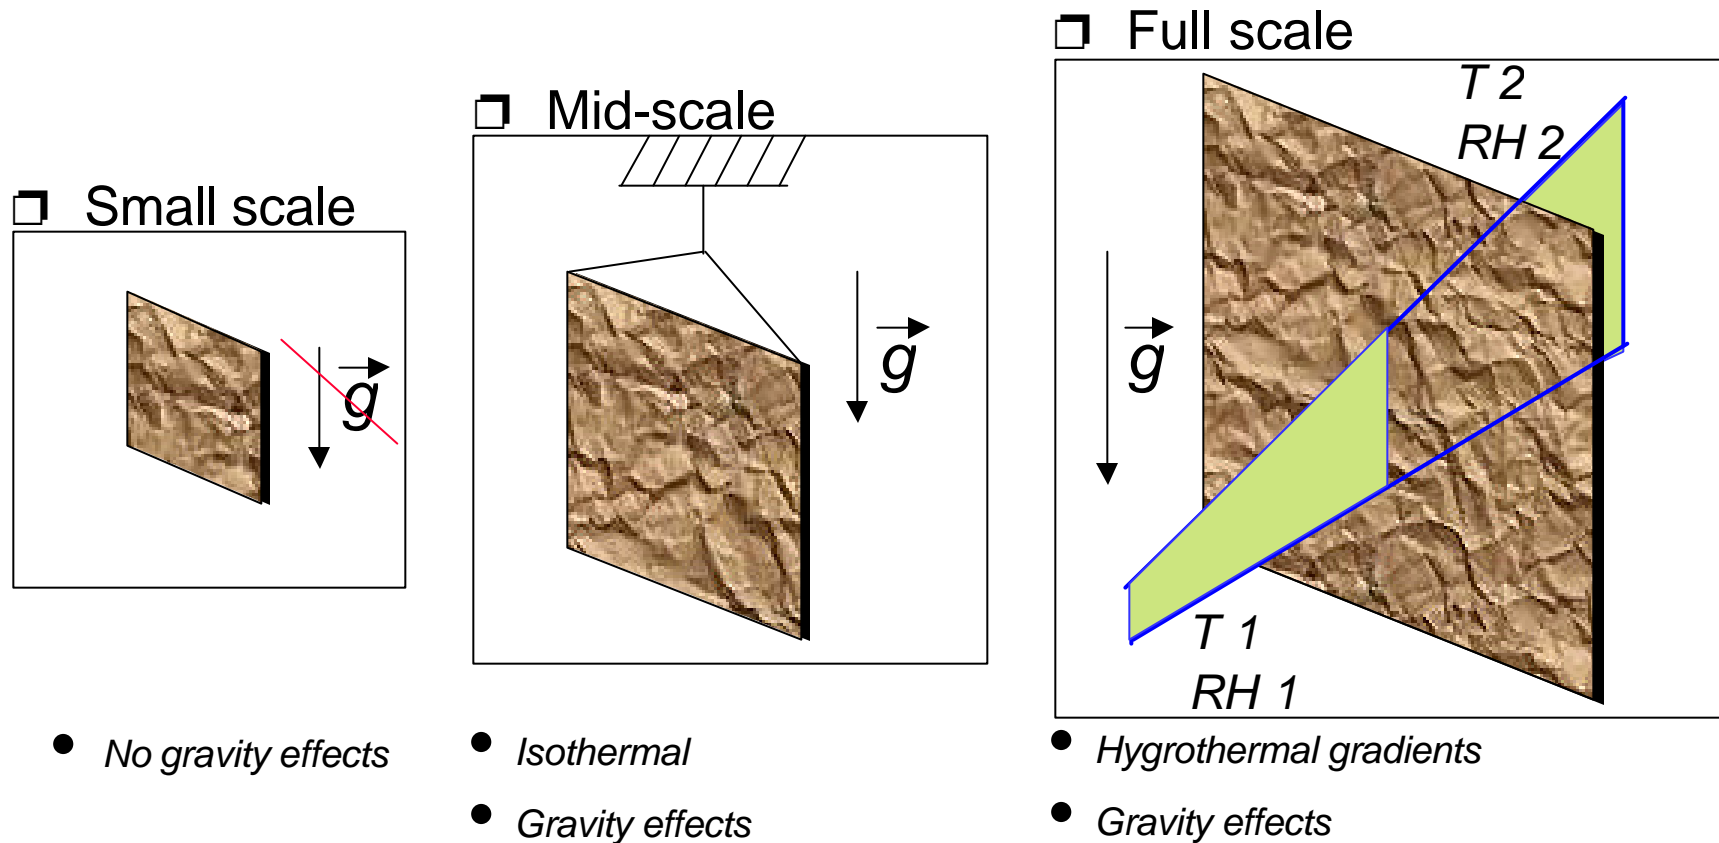 ❒ Small scale
g
● No gravity effects
❒ Mid-scale
g
● Isothermal
● Gravity effects
❒ Full scale
T 2
RH 2
g
T 1
RH 1
● Hygrothermal gradients
● Gravity effects